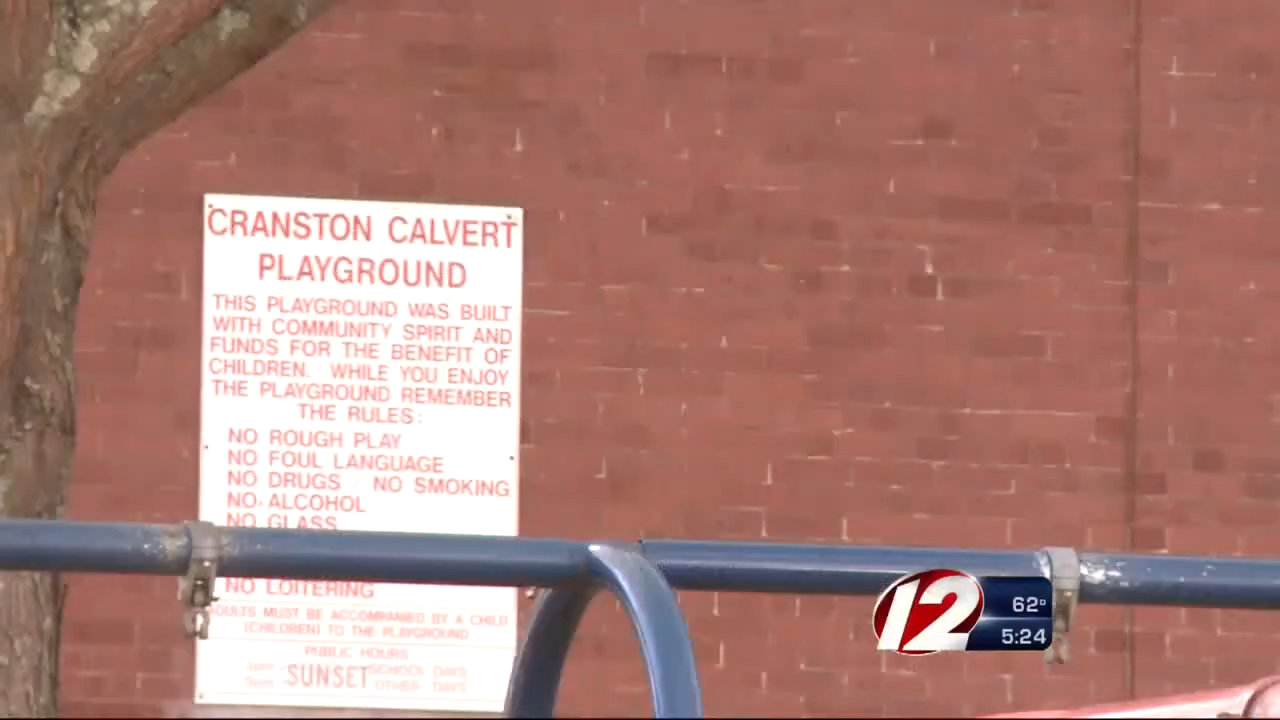 CRANSTON CALVERT
PLAYGROUND
THIS PLAYGROUND WAS BUILT
WITH COMMUNITY SPIRIT AND
FUNDS FOR THE BENEFIT OF
CHILDREN. WHILE YOU ENJOY
THE PLAYGROUND REMEMBER
THE RULES:
NO ROUGH PLAY
NO FOUL LANGUAGE
NO DRUGS NO SMOKING
NO ALCOHOL
NO GLASS
NO LOITERING
ADULTS MUST BE ACCOMPANIED BY A CHILD
(CHILDREN) TO THE PLAYGROUND
PUBLIC HOURS
SUNSET SCHOOL DAYS
OTHER DAYS
12
62°
5:24